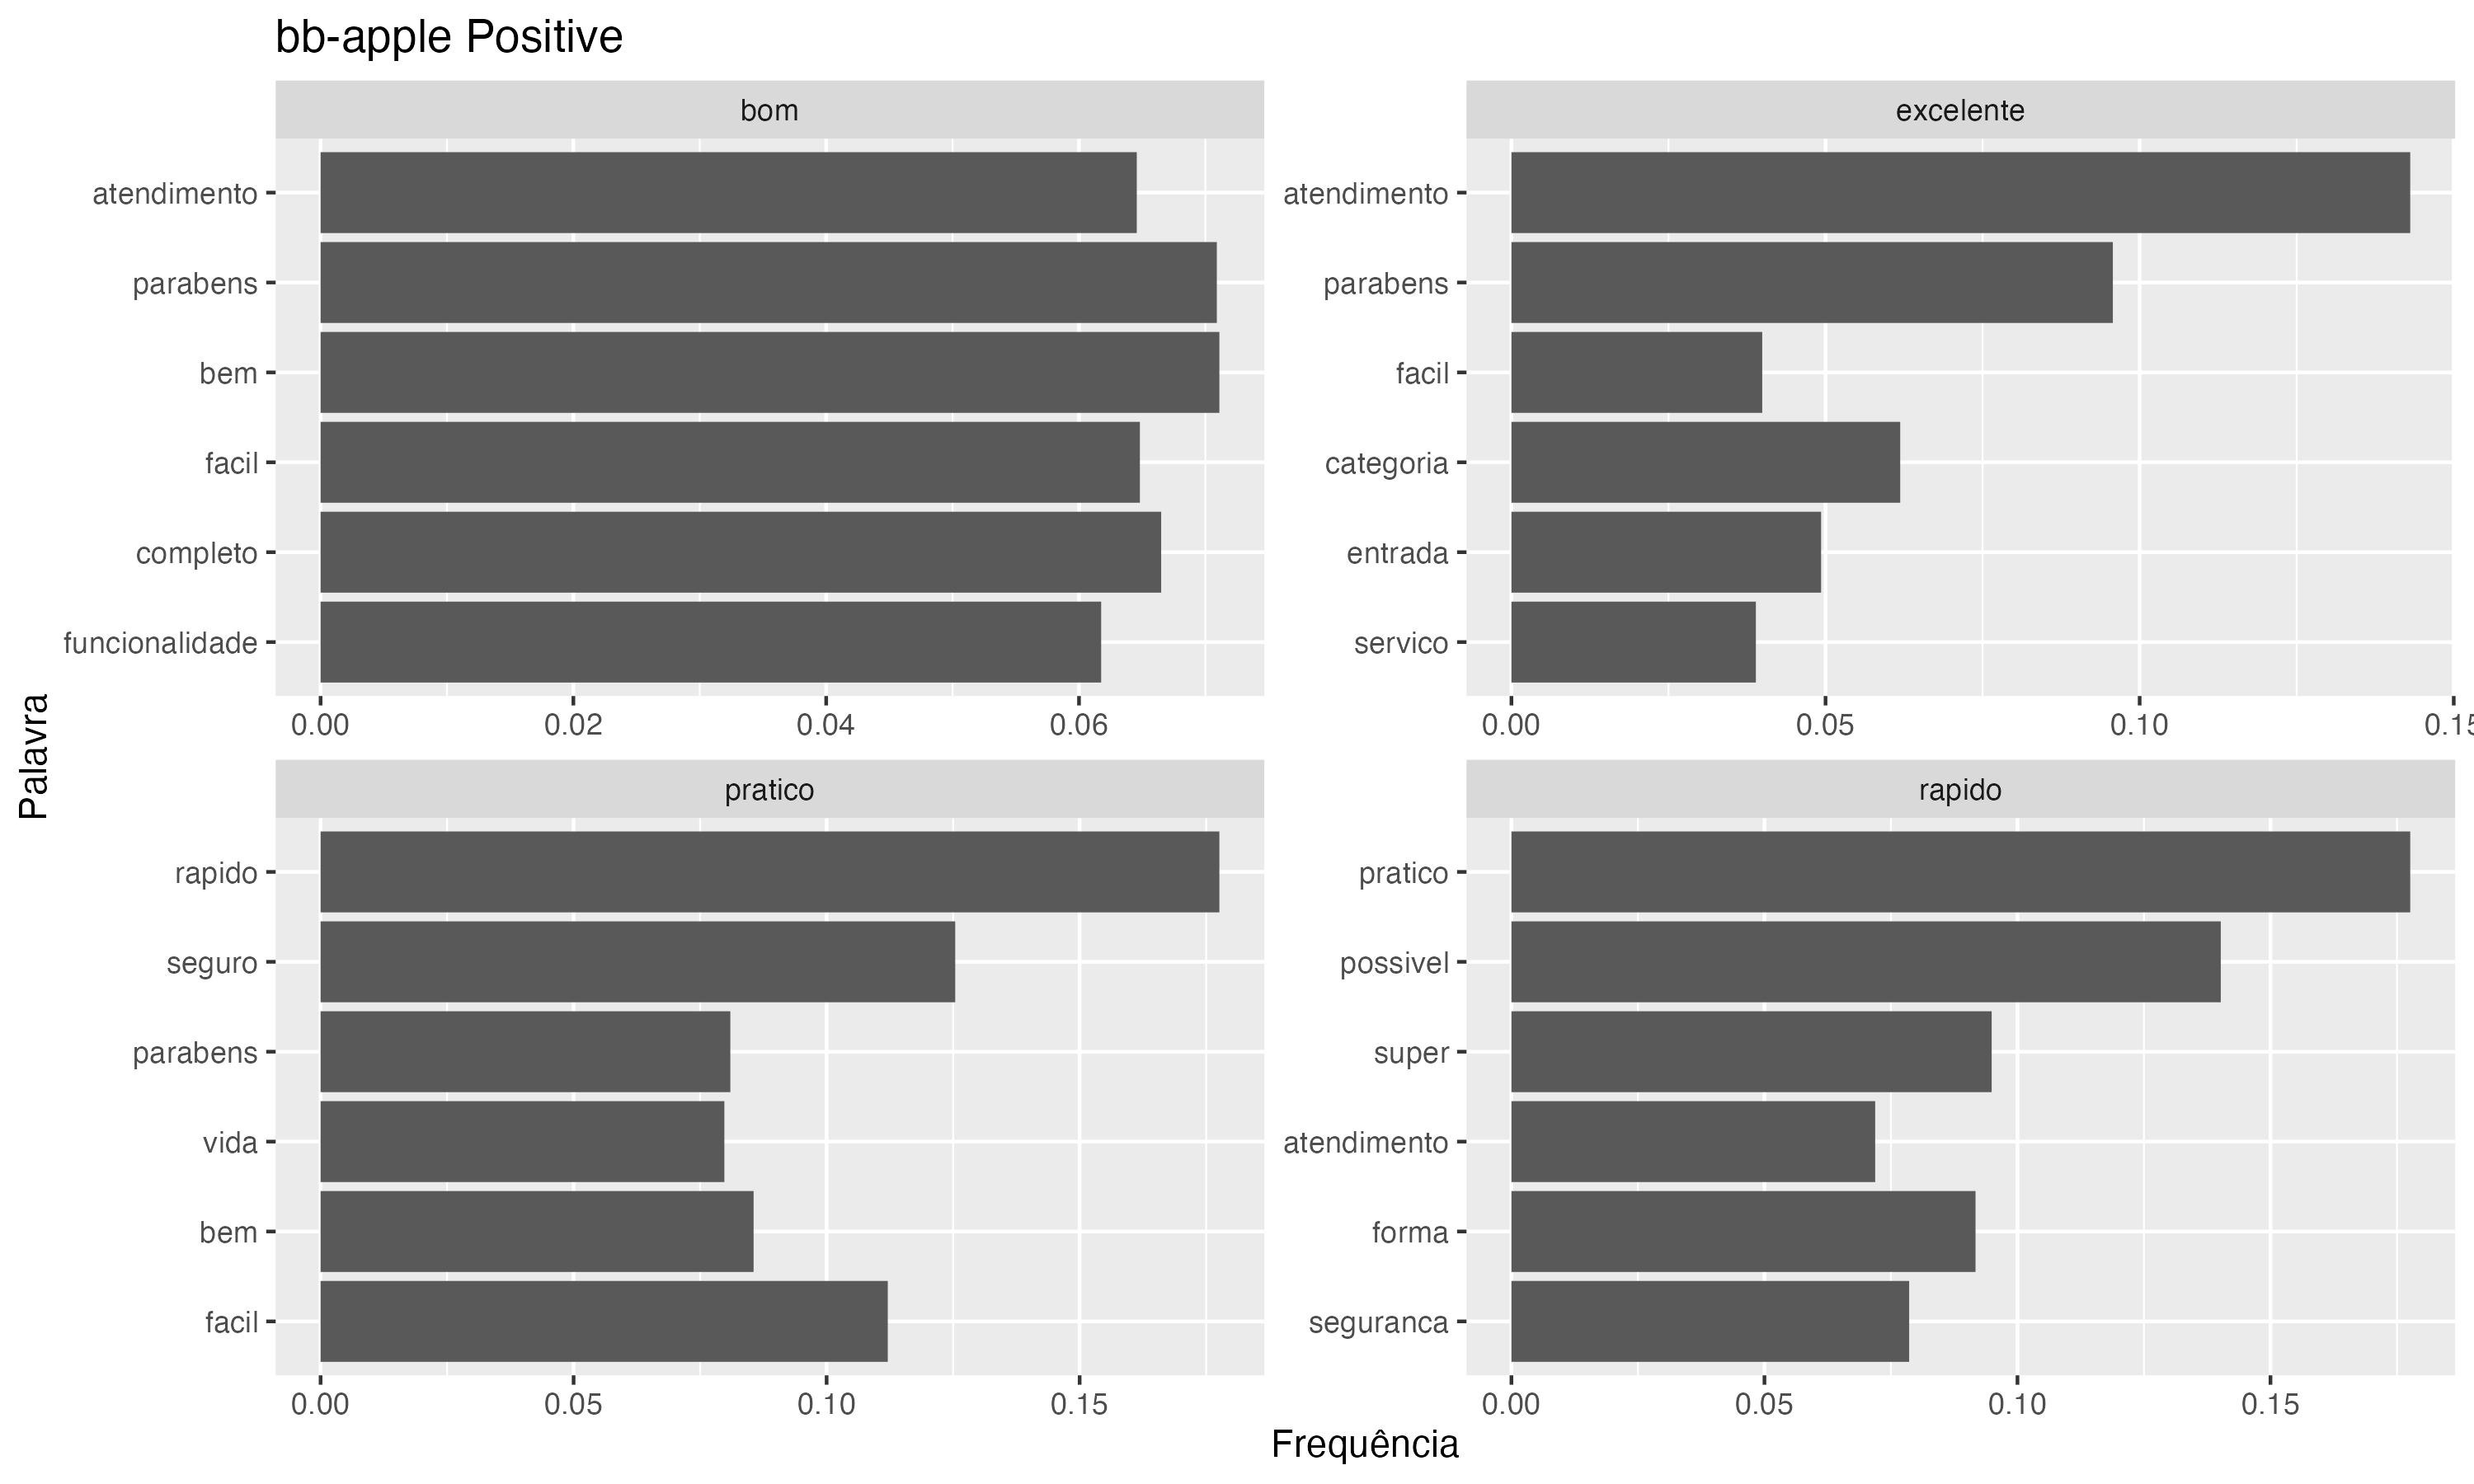 bb-apple Positive
bom
atendimento
parabens
bem
facil
completo
funcionalidade
0.00 0.02 0.04 0.06
excelente
atendimento
parabens
facil
categoria
entrada
servico
0.00 0.05 0.10 0.15
Palavra
pratico
rapido
seguro
parabens
vida
bem
facil
0.00 0.05 0.10 0.15
rapido
pratico
possivel
super
atendimento
forma
seguranca
0.00 0.05 0.10 0.15
Frequência